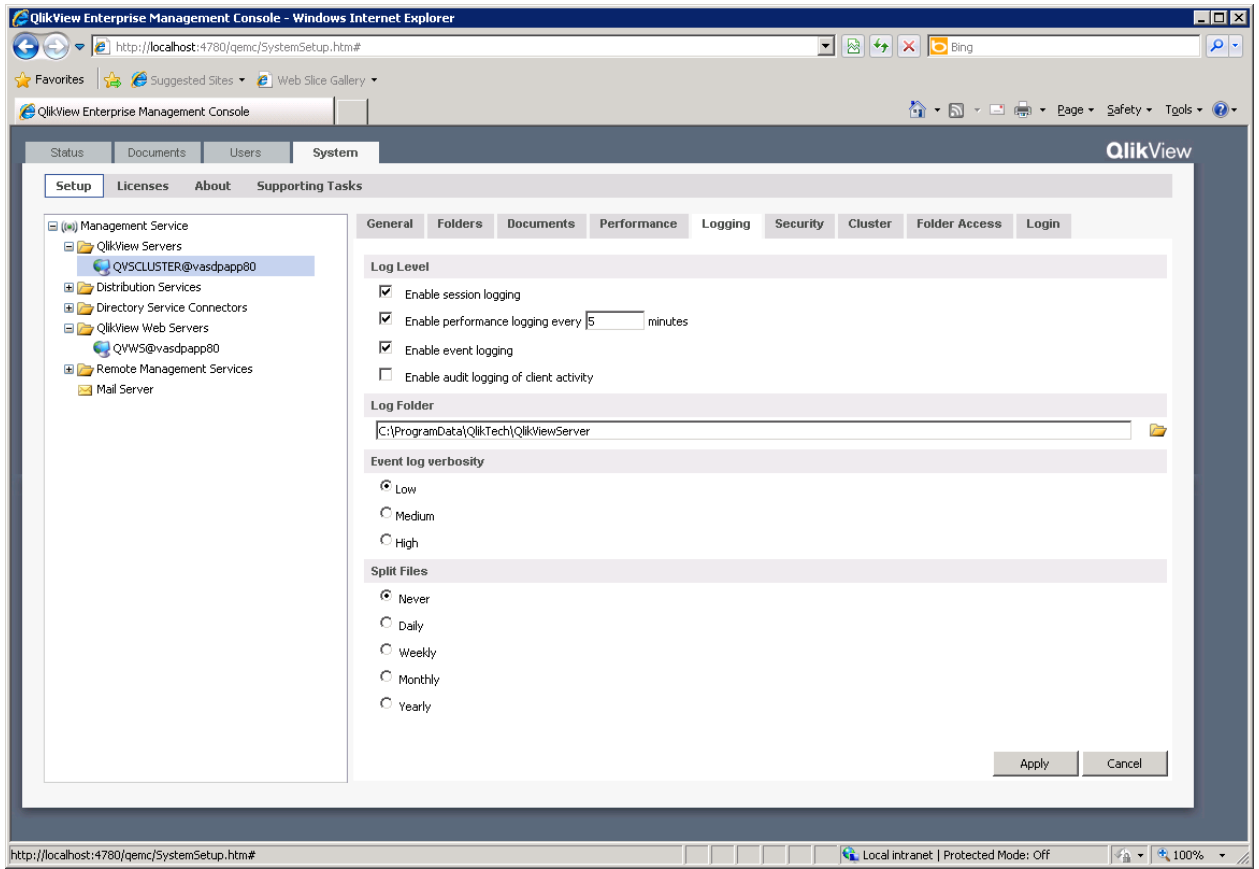 QlikView Enterprise Management Console - Windows Internet Explorer
http://localhost:4780/qemc/SystemSetup.htm#
Bing
Favorites Suggested Sites Web Slice Gallery
QlikView Enterprise Management Console Page Safety Tools
Status Documents Users System QlikView
Setup Licenses About Supporting Tasks
Management Service
QlikView Servers
QVSCLUSTER@vasdpapp80
Distribution Services
Directory Service Connectors
QlikView Web Servers
QVWS@vasdpapp80
Remote Management Services
Mail Server
General Folders Documents Performance Logging Security Cluster Folder Access Login
Log Level
Enable session logging
Enable performance logging every 5 minutes
Enable event logging
Enable audit logging of client activity
Log Folder
C:\ProgramData\QlikTech\QlikViewServer
Event log verbosity
Low
Medium
High
Split Files
Never
Daily
Weekly
Monthly
Yearly
Apply Cancel
http://localhost:4780/qemc/SystemSetup.htm# Local intranet | Protected Mode: Off 100%